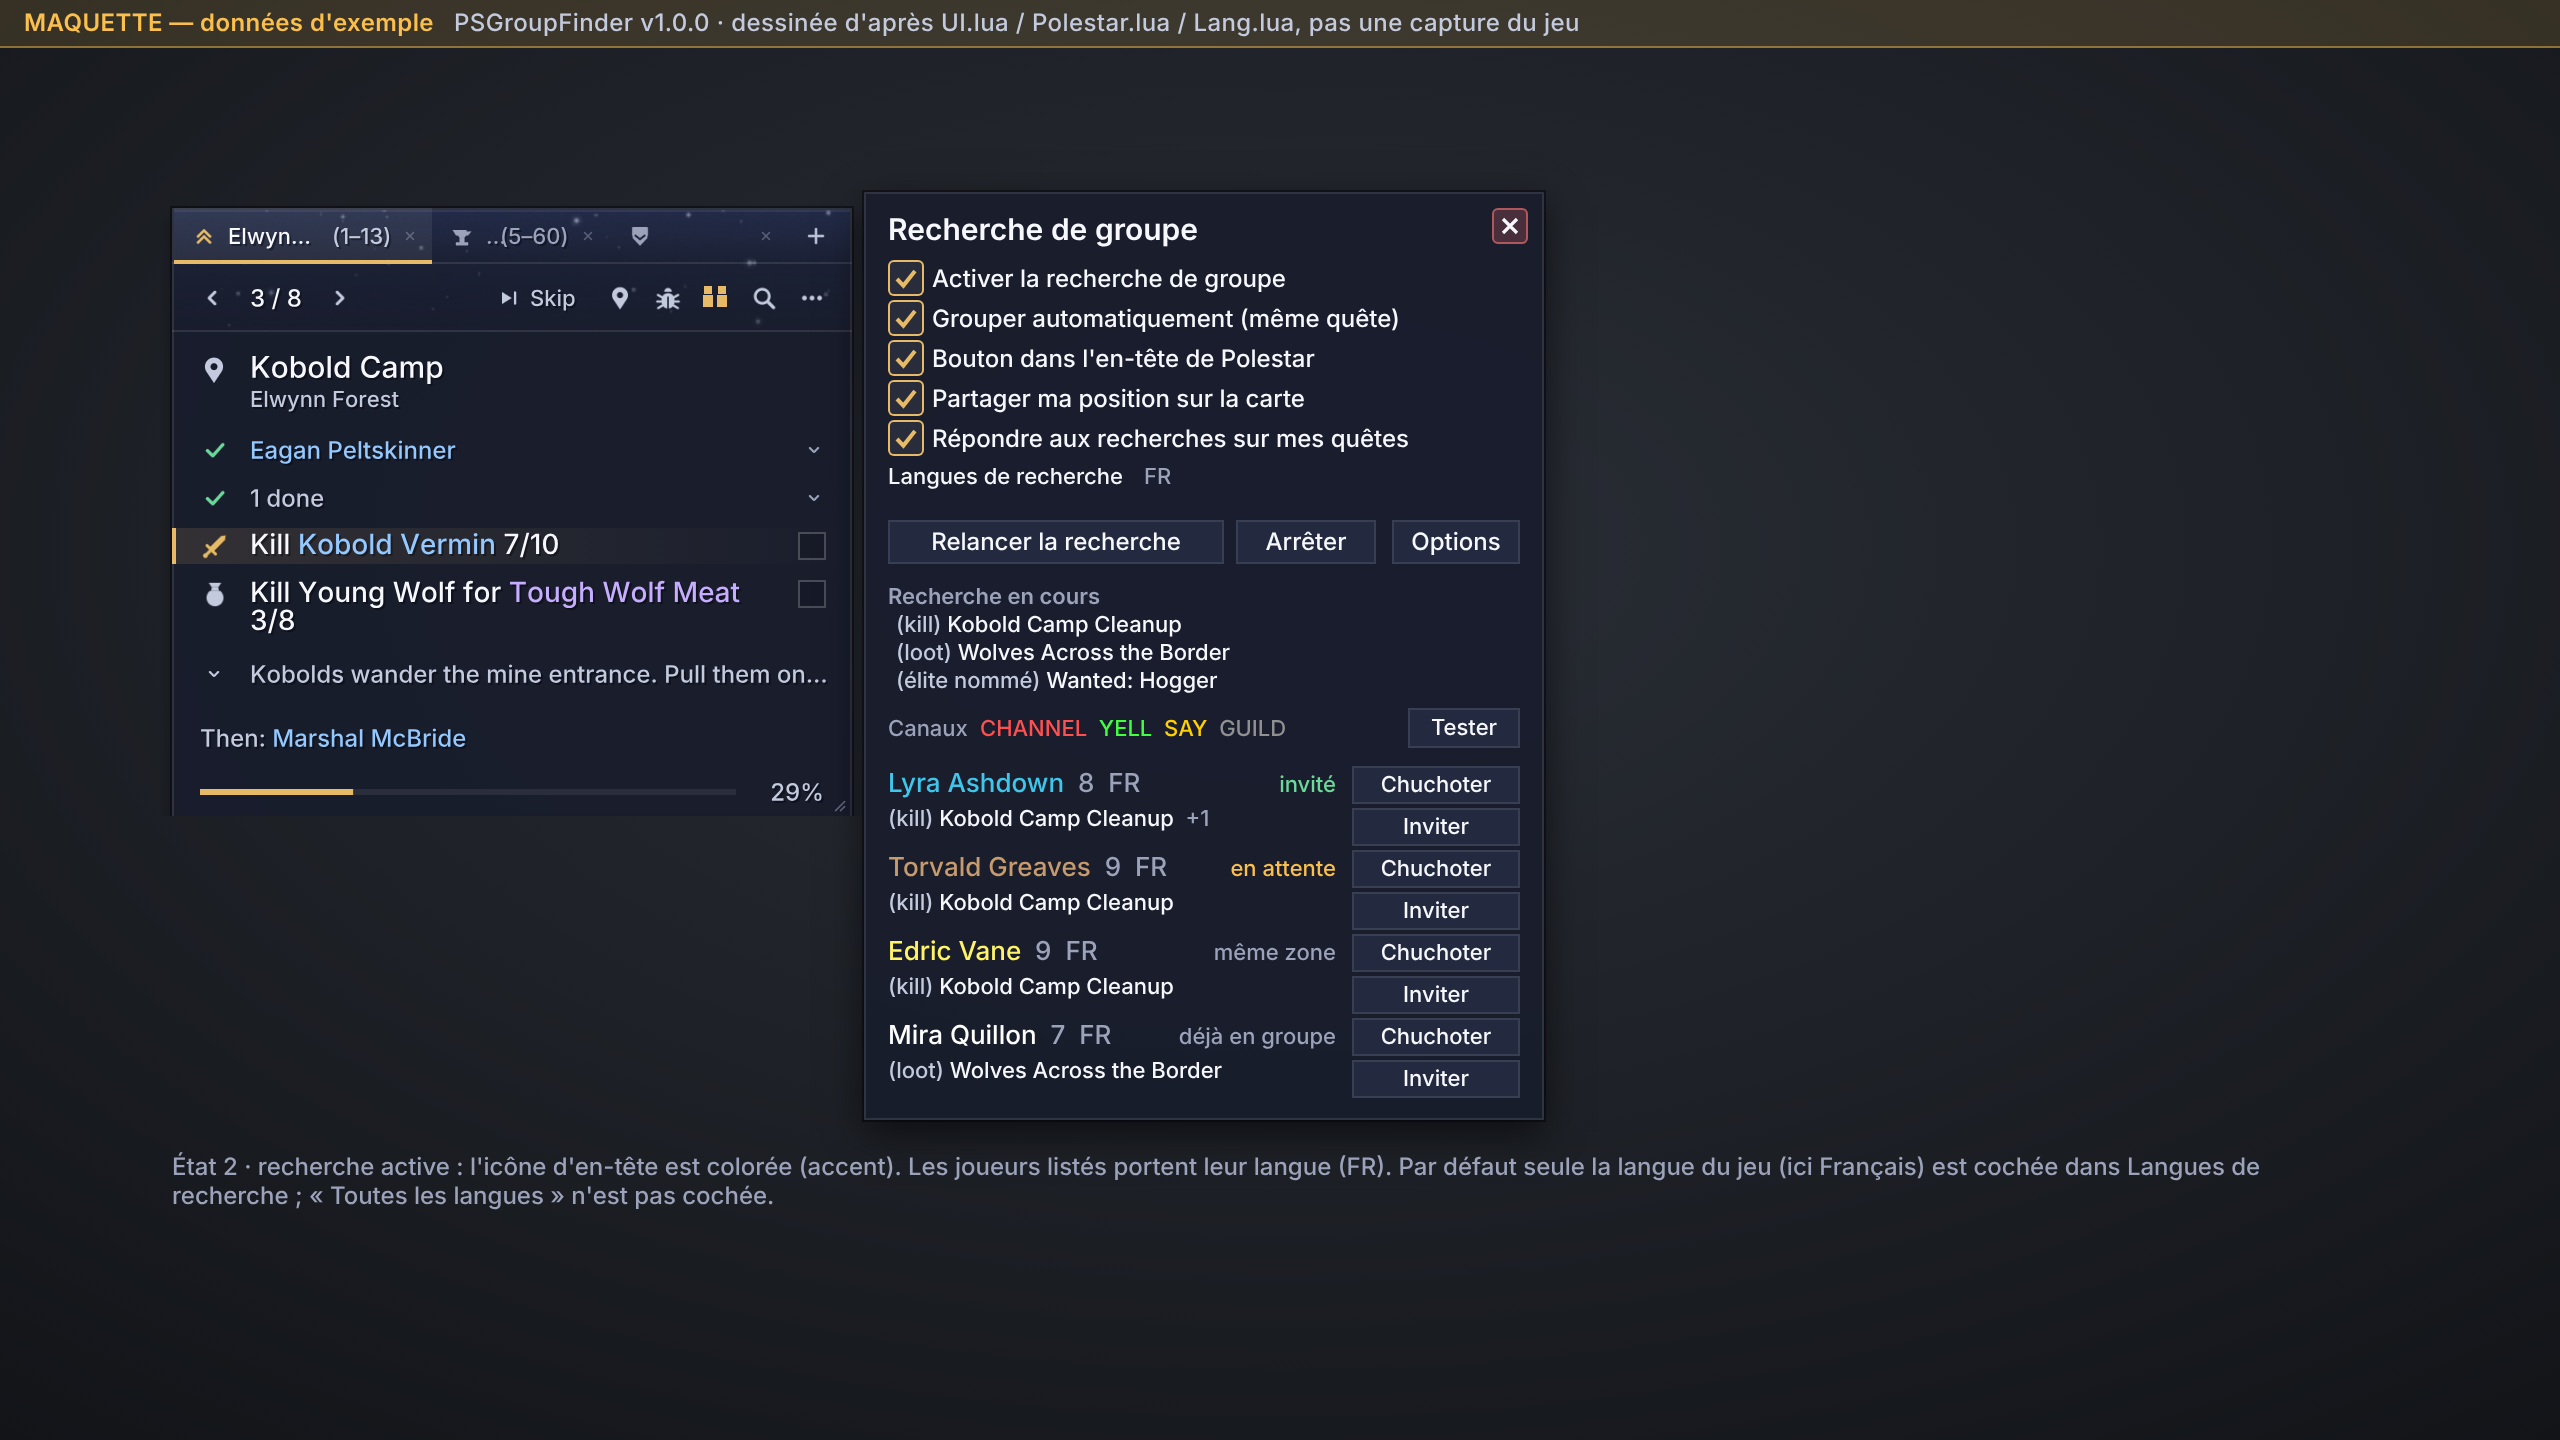 MAQUETTE — données d'exemple PSGroupFinder v1.0.0 · dessinée d'après UI.lua / Polestar.lua / Lang.lua, pas une capture du jeu
Elwyn... (1–13) × ...(5–60) × × +
3 / 8 Skip
Kobold Camp
Elwynn Forest
Eagan Peltskinner
1 done
Kill Kobold Vermin 7/10
Kill Young Wolf for Tough Wolf Meat
3/8
Kobolds wander the mine entrance. Pull them on...
Then: Marshal McBride
29%
Recherche de groupe
Activer la recherche de groupe
Grouper automatiquement (même quête)
Bouton dans l'en-tête de Polestar
Partager ma position sur la carte
Répondre aux recherches sur mes quêtes
Langues de recherche FR
Relancer la recherche Arrêter Options
Recherche en cours
(kill) Kobold Camp Cleanup
(loot) Wolves Across the Border
(élite nommé) Wanted: Hogger
Canaux CHANNEL YELL SAY GUILD Tester
Lyra Ashdown 8 FR invité Chuchoter
(kill) Kobold Camp Cleanup +1 Inviter
Torvald Greaves 9 FR en attente Chuchoter
(kill) Kobold Camp Cleanup Inviter
Edric Vane 9 FR même zone Chuchoter
(kill) Kobold Camp Cleanup Inviter
Mira Quillon 7 FR déjà en groupe Chuchoter
(loot) Wolves Across the Border Inviter
État 2 · recherche active : l'icône d'en-tête est colorée (accent). Les joueurs listés portent leur langue (FR). Par défaut seule la langue du jeu (ici Français) est cochée dans Langues de
recherche ; « Toutes les langues » n'est pas cochée.